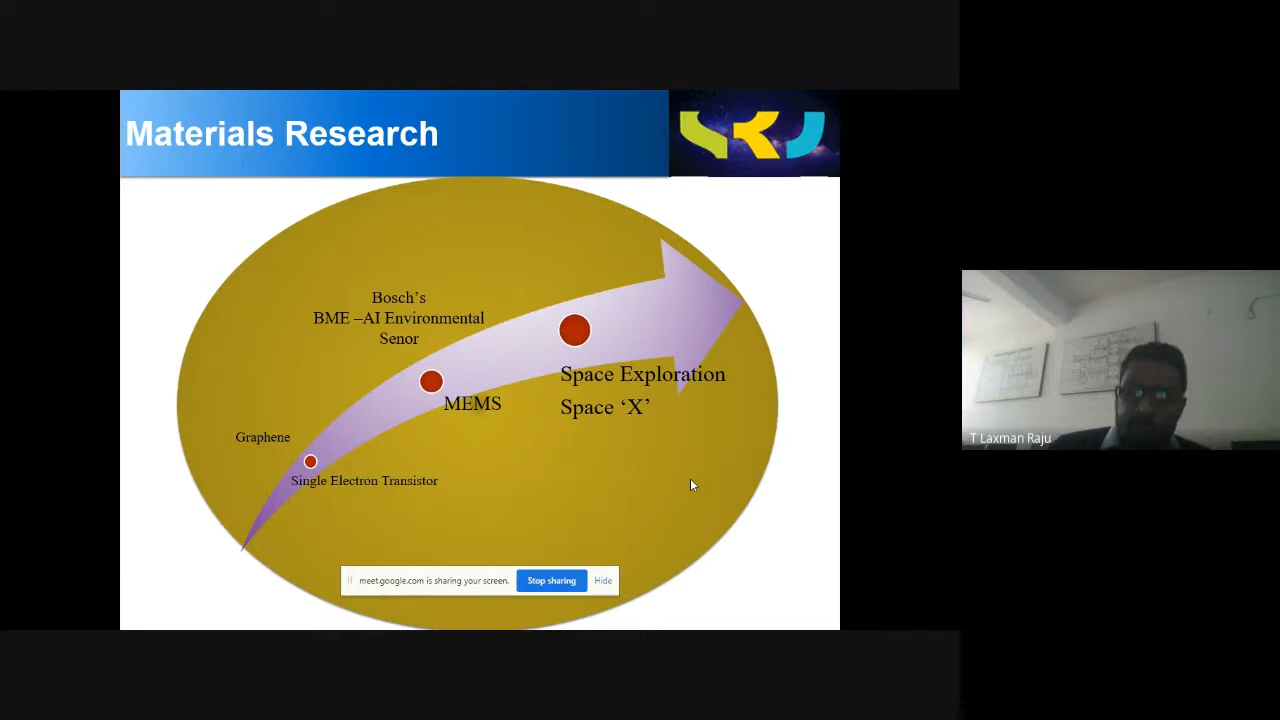 Materials Research
SRJ
Bosch’s
BME –AI Environmental
Senor
Space Exploration
Space ‘X’
MEMS
Graphene
Single Electron Transistor
T Laxman Raju
meet.google.com is sharing your screen.
Stop sharing
Hide